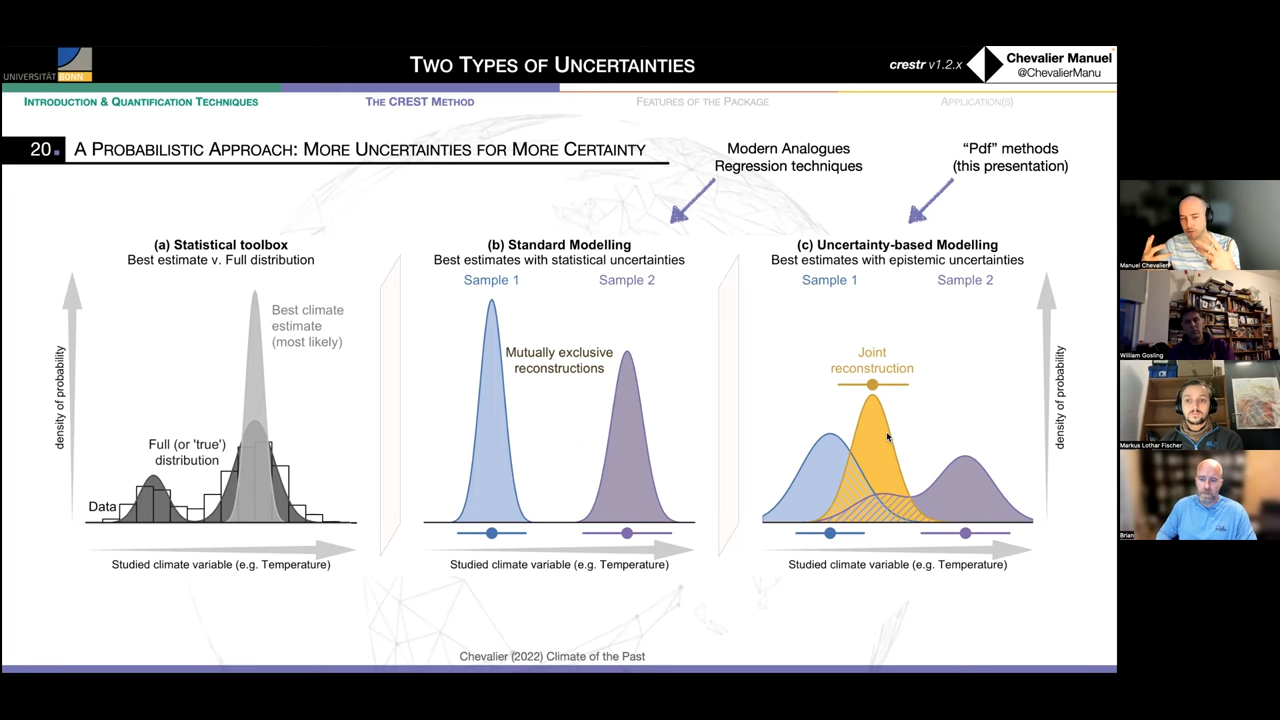 UNIVERSITÄT BONN
TWO TYPES OF UNCERTAINTIES
crestr v1.2.x
Chevalier Manuel
@ChevalierManu
INTRODUCTION & QUANTIFICATION TECHNIQUES
THE CREST METHOD
FEATURES OF THE PACKAGE
APPLICATION(S)
20. A PROBABILISTIC APPROACH: MORE UNCERTAINTIES FOR MORE CERTAINTY
Modern Analogues
Regression techniques
“Pdf” methods
(this presentation)
(a) Statistical toolbox
Best estimate v. Full distribution
density of probability
Best climate
estimate
(most likely)
Full (or 'true')
distribution
Data
Studied climate variable (e.g. Temperature)
(b) Standard Modelling
Best estimates with statistical uncertainties
Sample 1
Sample 2
Mutually exclusive
reconstructions
Studied climate variable (e.g. Temperature)
(c) Uncertainty-based Modelling
Best estimates with epistemic uncertainties
Sample 1
Sample 2
Joint
reconstruction
density of probability
Studied climate variable (e.g. Temperature)
Chevalier (2022) Climate of the Past
Manuel Chevalier
William Gosling
Markus Lothar Fischer
Brian